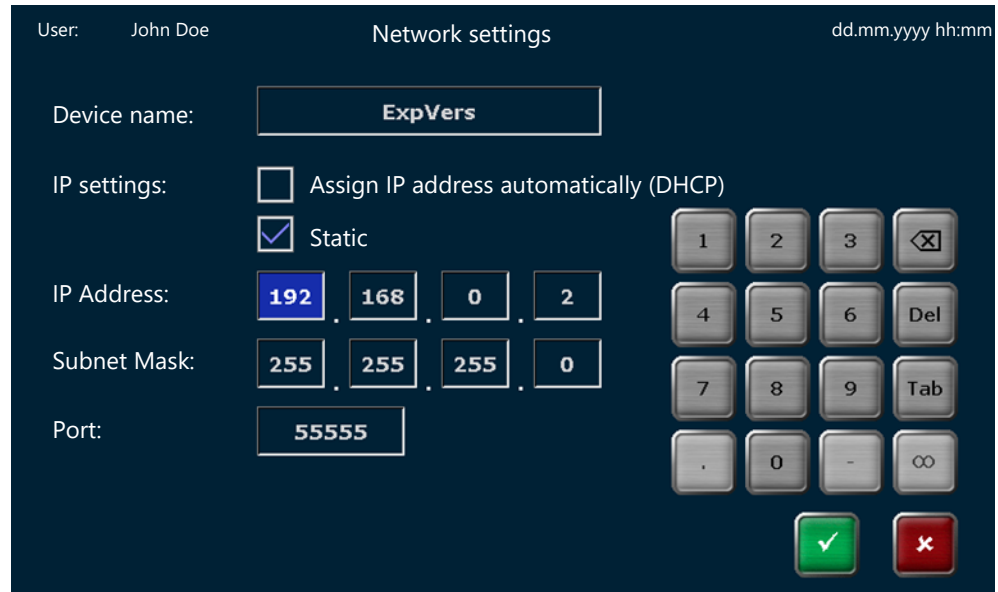 User: John Doe Network settings dd.mm.yyyy hh:mm
Device name: ExpVers
IP settings: Assign IP address automatically (DHCP)
Static
1 2 3 ⌫
IP Address: 192 . 168 . 0 . 2
4 5 6 Del
Subnet Mask: 255 . 255 . 255 . 0
7 8 9 Tab
Port: 55555
. 0 - ∞